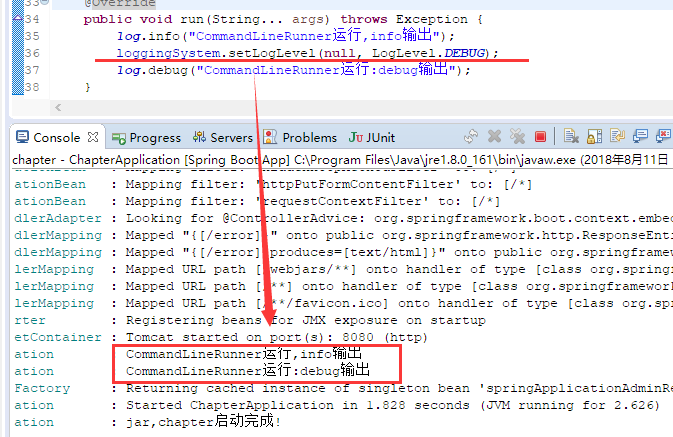 33 @Override
34 public void run(String... args) throws Exception {
35 log.info("CommandLineRunner运行,info输出");
36 loggingSystem.setLogLevel(null, LogLevel.DEBUG);
37 log.debug("CommandLineRunner运行:debug输出");
38 }
Console Progress Servers Problems JUnit
chapter - ChapterApplication [Spring Boot App] C:\Program Files\Java\jre1.8.0_161\bin\javaw.exe (2018年8月11日
ationBean : Mapping filter: to: [/*]
ationBean : Mapping filter: 'httpPutFormContentFilter' to: [/*]
ationBean : Mapping filter: 'requestContextFilter' to: [/*]
dlerAdapter : Looking for @ControllerAdvice: org.springframework.boot.context.embed
dlerMapping : Mapped "{[/error] " onto public org.springframework.http.ResponseEnti
dlerMapping : Mapped "{[/error] produces=[text/html]}" onto public org.springframew
lerMapping : Mapped URL path [ webjars/**] onto handler of type [class org.spring
lerMapping : Mapped URL path [ **] onto handler of type [class org.springframework
lerMapping : Mapped URL path [ **/favicon.ico] onto handler of type [class org.spr
rter : Registering beans for JMX exposure on startup
etContainer : Tomcat started on port(s): 8080 (http)
ation CommandLineRunner运行,info输出
ation CommandLineRunner运行:debug输出
Factory : Returning cached instance of singleton bean 'springApplicationAdminRe
ation : Started ChapterApplication in 1.828 seconds (JVM running for 2.626)
ation : jar,chapter启动完成!